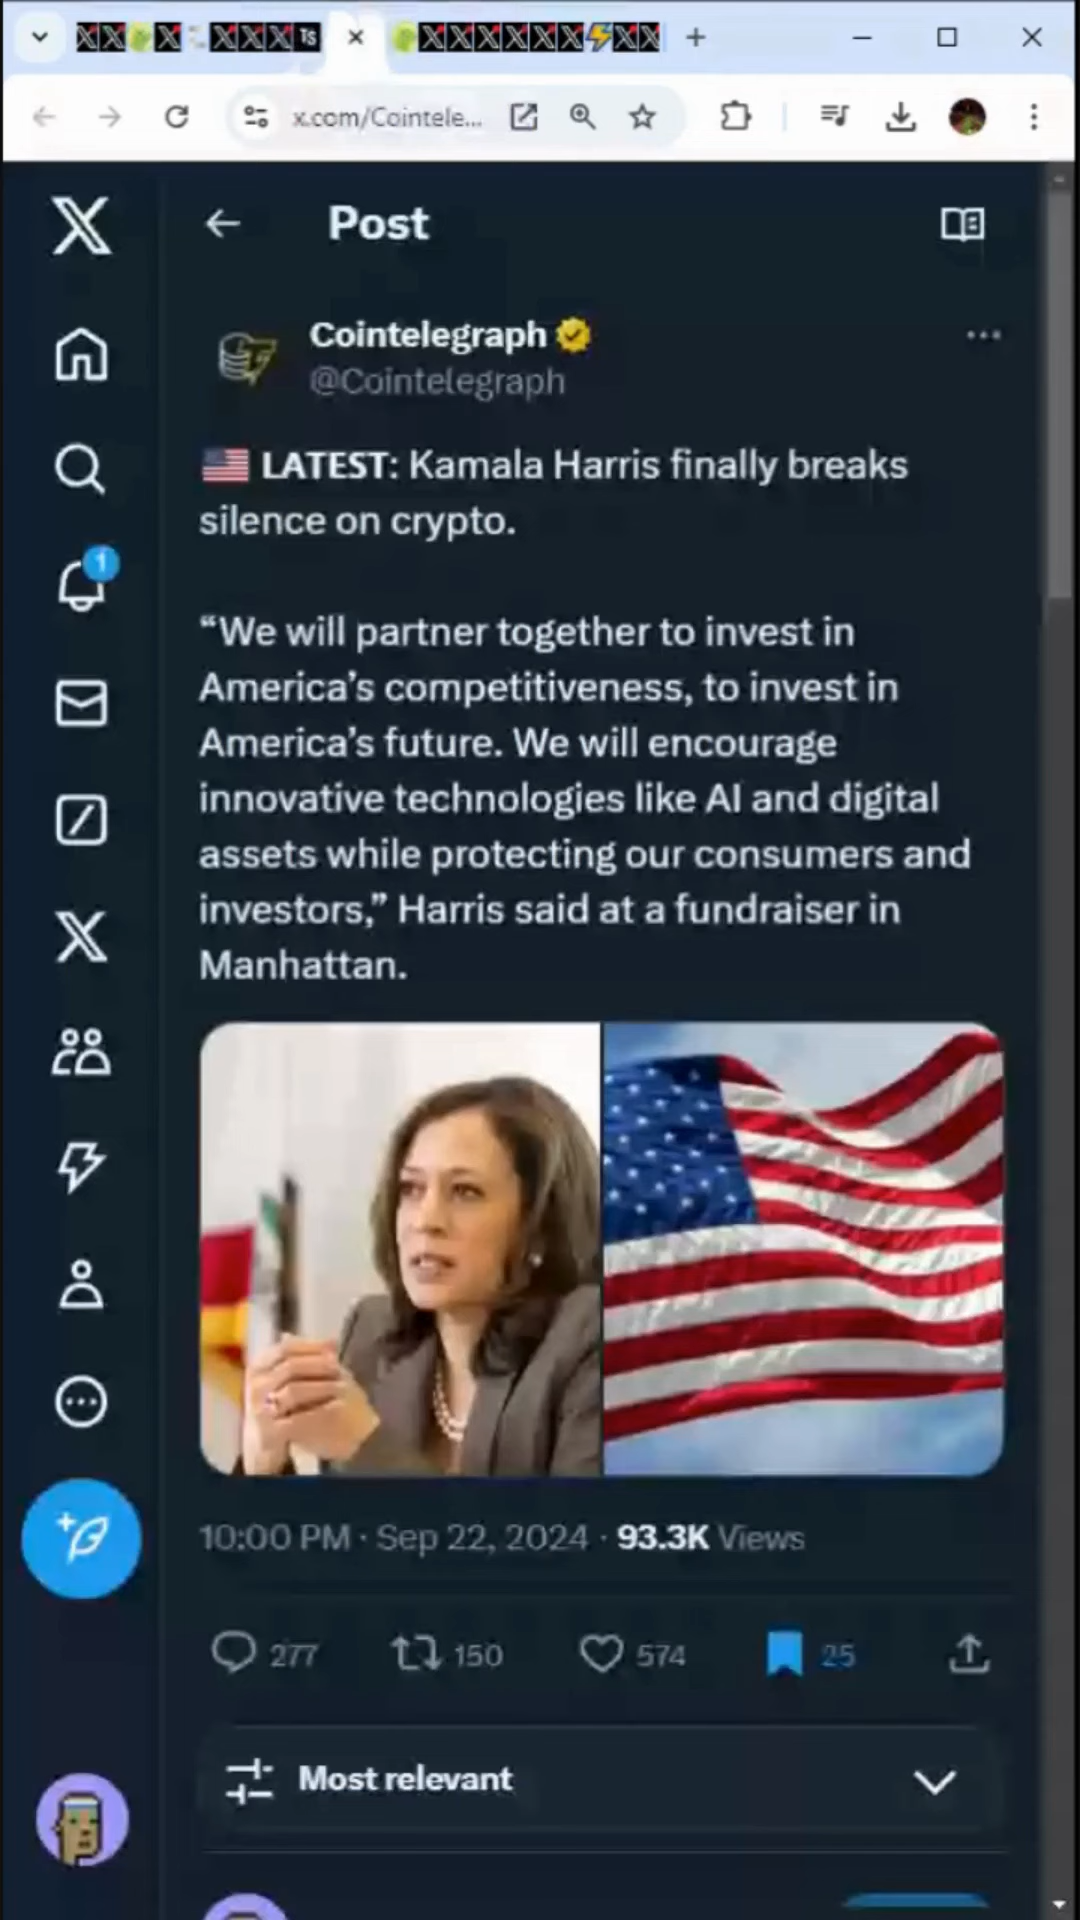 x.com/Cointele...
Post
Cointelegraph
@Cointelegraph
🇺🇸 LATEST: Kamala Harris finally breaks
silence on crypto.
“We will partner together to invest in
America’s competitiveness, to invest in
America’s future. We will encourage
innovative technologies like AI and digital
assets while protecting our consumers and
investors,” Harris said at a fundraiser in
Manhattan.
1
10:00 PM · Sep 22, 2024 · 93.3K Views
277 150 574 25
Most relevant